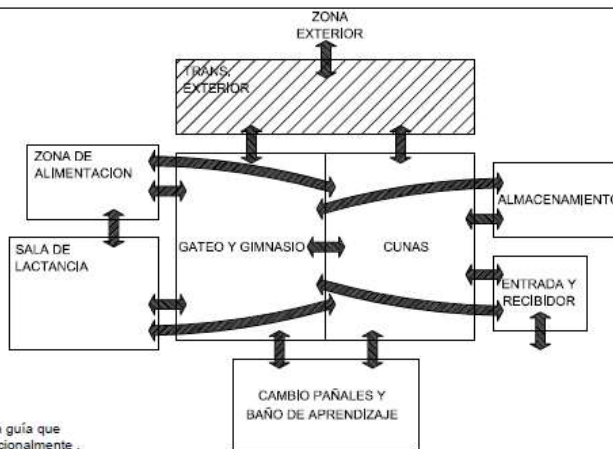 ZONA
EXTERIOR
TRANS.
EXTERIOR
ZONA DE
ALIMENTACION
SALA DE
LACTANCIA
GATEO Y GIMNASIO
CUNAS
ALMACENAMIENTO
ENTRADA Y
RECIBIDOR
CAMBIO PAÑALES Y
BAÑO DE APRENDIZAJE
guía que
cionalmente .